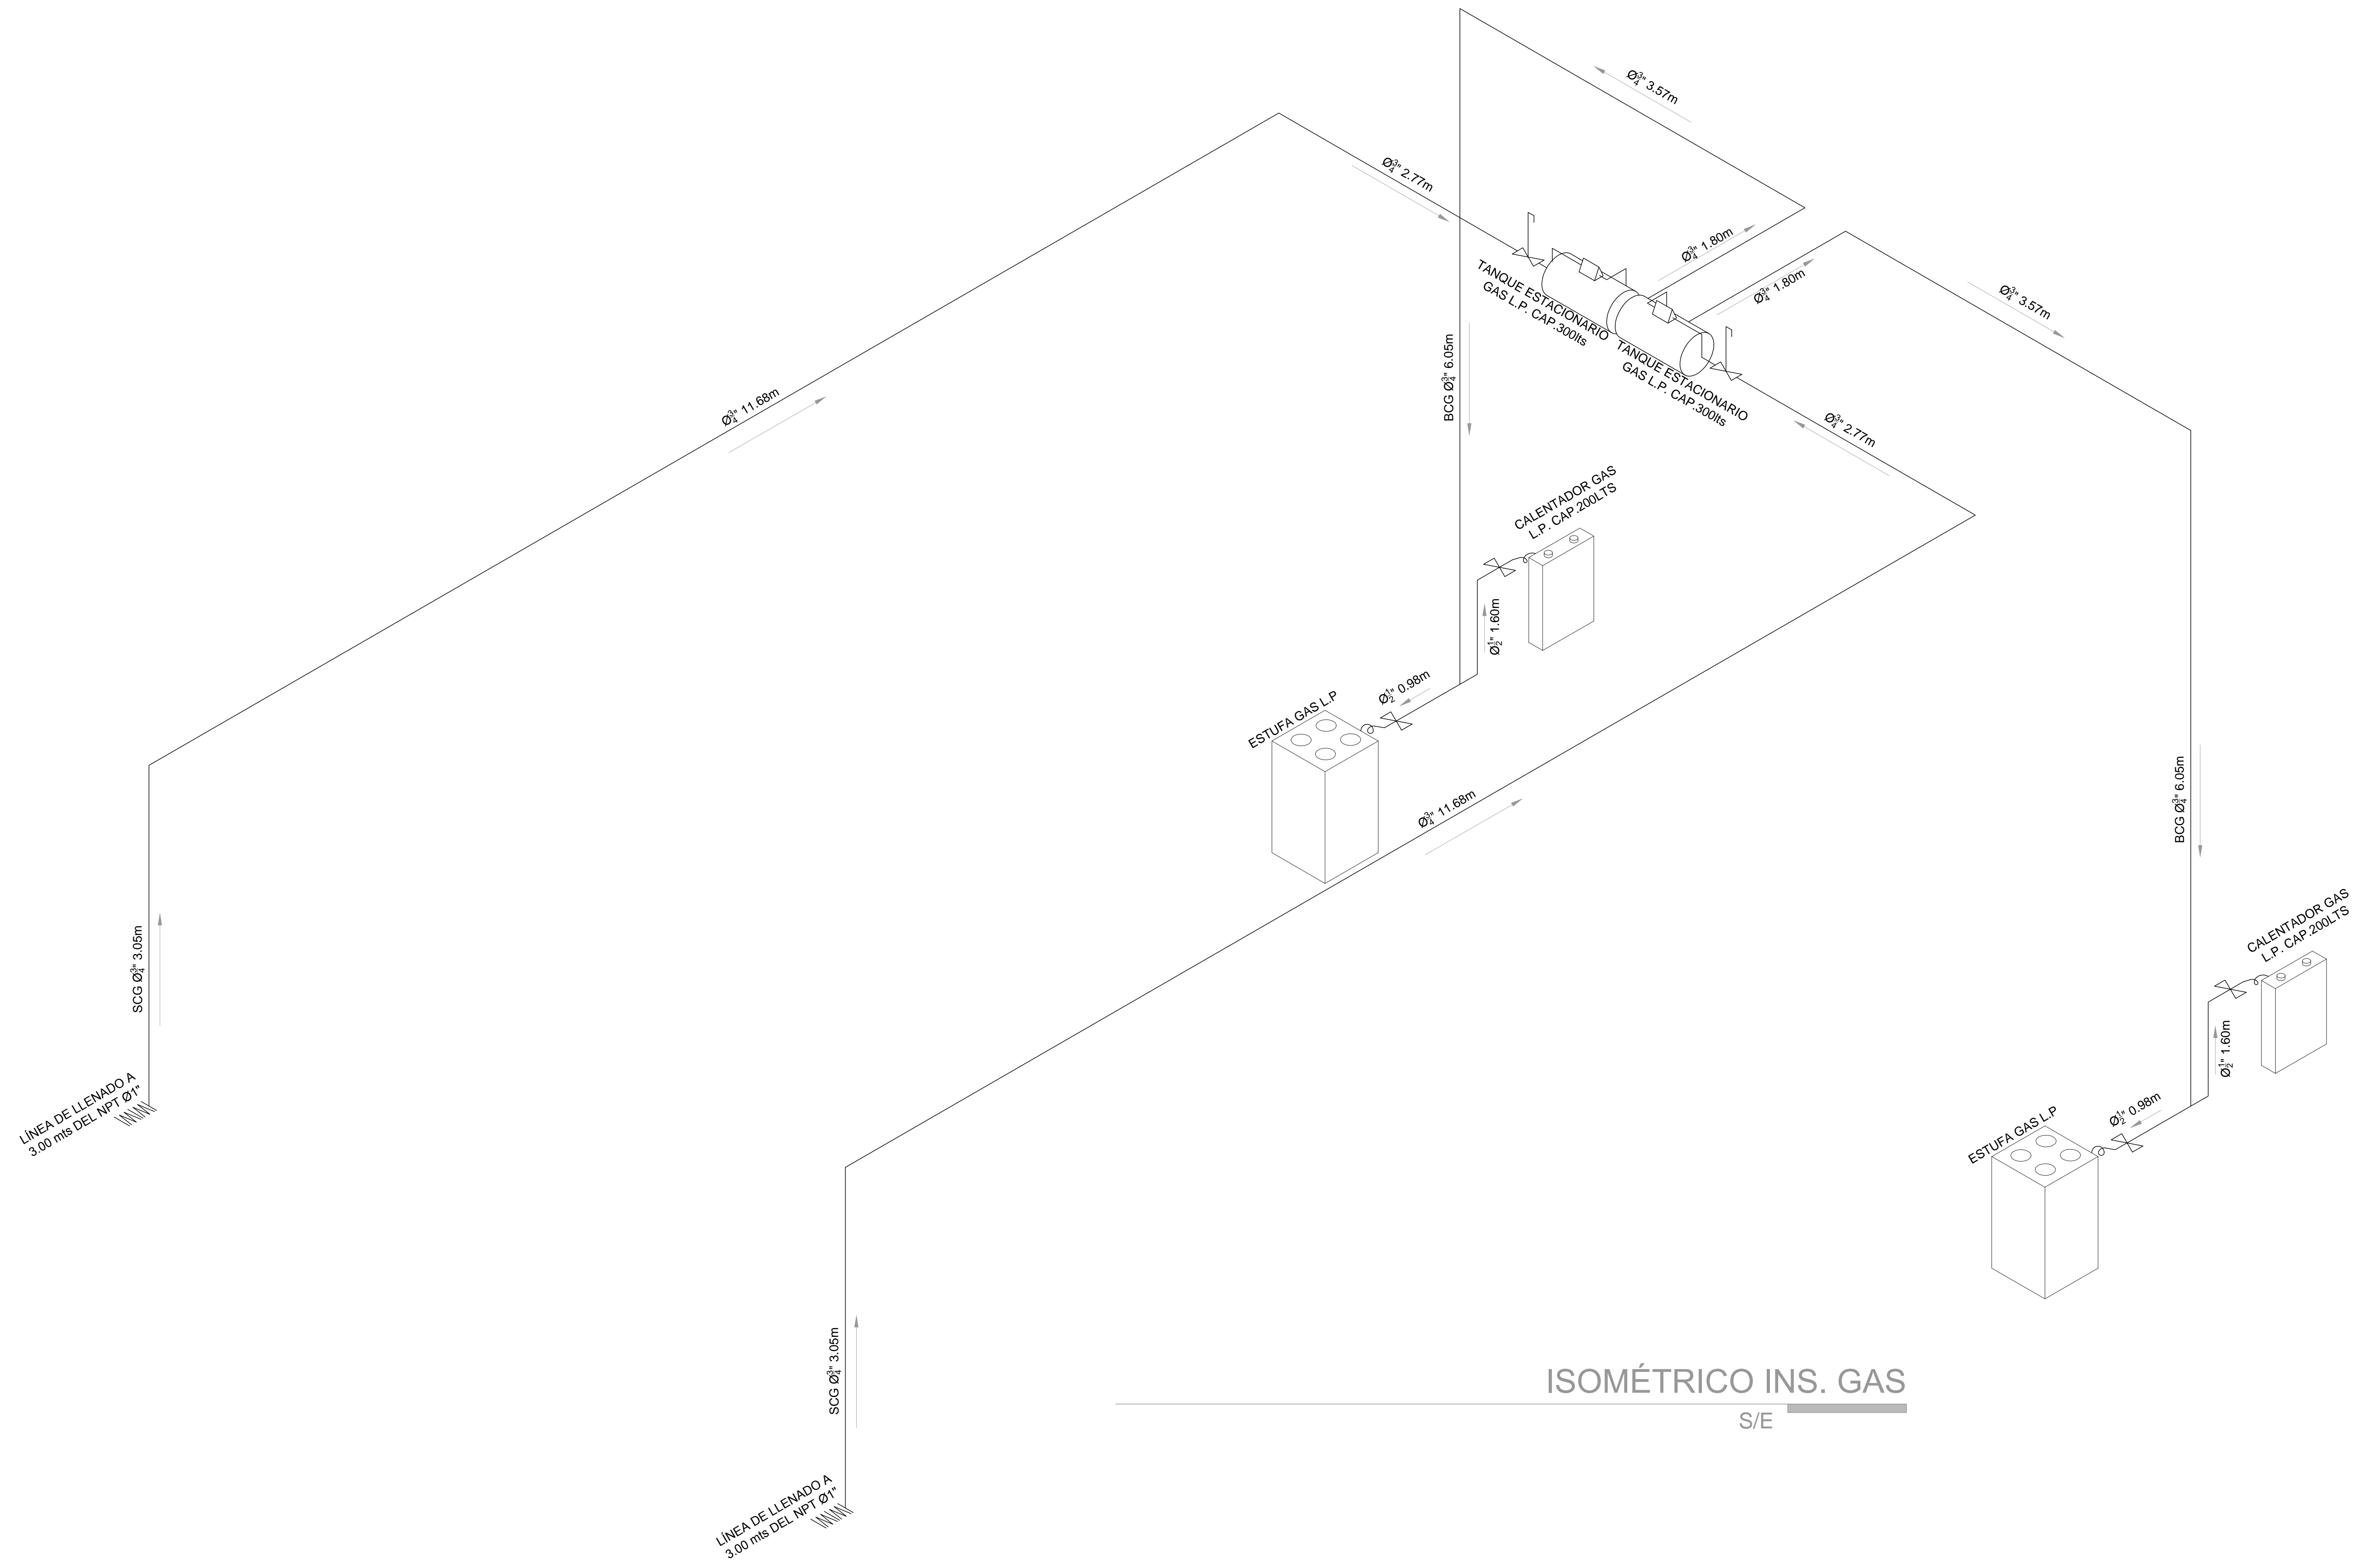 Ø3/4" 3.57m
Ø3/4" 2.77m
Ø3/4" 1.80m
Ø3/4" 1.80m
Ø3/4" 3.57m
TANQUE ESTACIONARIO
GAS L.P. CAP.300lts
TANQUE ESTACIONARIO
GAS L.P. CAP.300lts
BCG Ø3/4" 6.05m
Ø3/4" 11.68m
Ø3/4" 2.77m
CALENTADOR GAS
L.P. CAP.200LTS
Ø1/2" 1.60m
Ø1/2" 0.98m
ESTUFA GAS L.P
Ø3/4" 11.68m
BCG Ø3/4" 6.05m
CALENTADOR GAS
L.P. CAP.200LTS
SCG Ø3/4" 3.05m
Ø1/2" 1.60m
Ø1/2" 0.98m
ESTUFA GAS L.P
LÍNEA DE LLENADO A
3.00 mts DEL NPT Ø1"
SCG Ø3/4" 3.05m
LÍNEA DE LLENADO A
3.00 mts DEL NPT Ø1"
ISOMÉTRICO INS. GAS
S/E